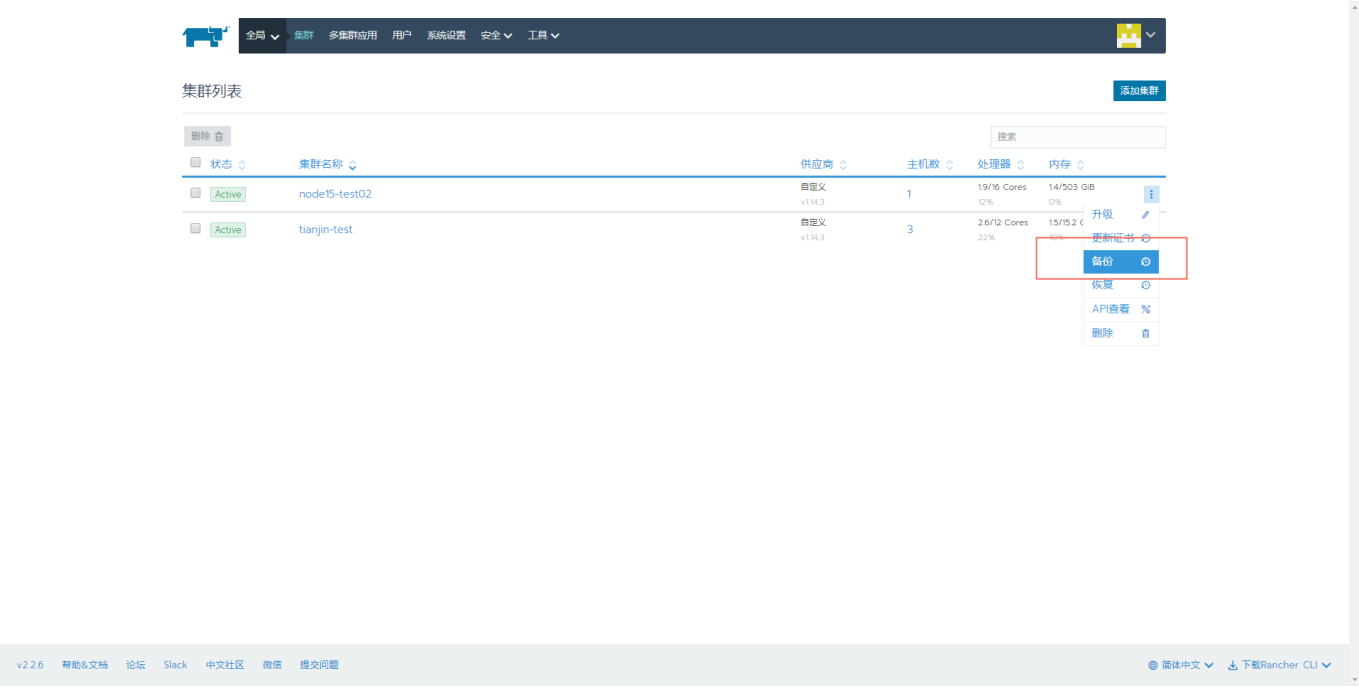 全局 集群 多集群应用 用户 系统设置 安全 工具
集群列表 添加集群
删除 搜索
状态 集群名称 供应商 主机数 处理器 内存
Active node15-test02 自定义 1 1.9/16 Cores 1.4/503 GiB
v1.14.3 12% 0%
升级
Active tianjin-test 自定义 3 2.6/12 Cores 1.5/15.2
v1.14.3 22% 10% 更新证书
备份
恢复
API查看
删除
v2.2.6 帮助&文档 论坛 Slack 中文社区 微信 提交问题 简体中文 下载Rancher CLI